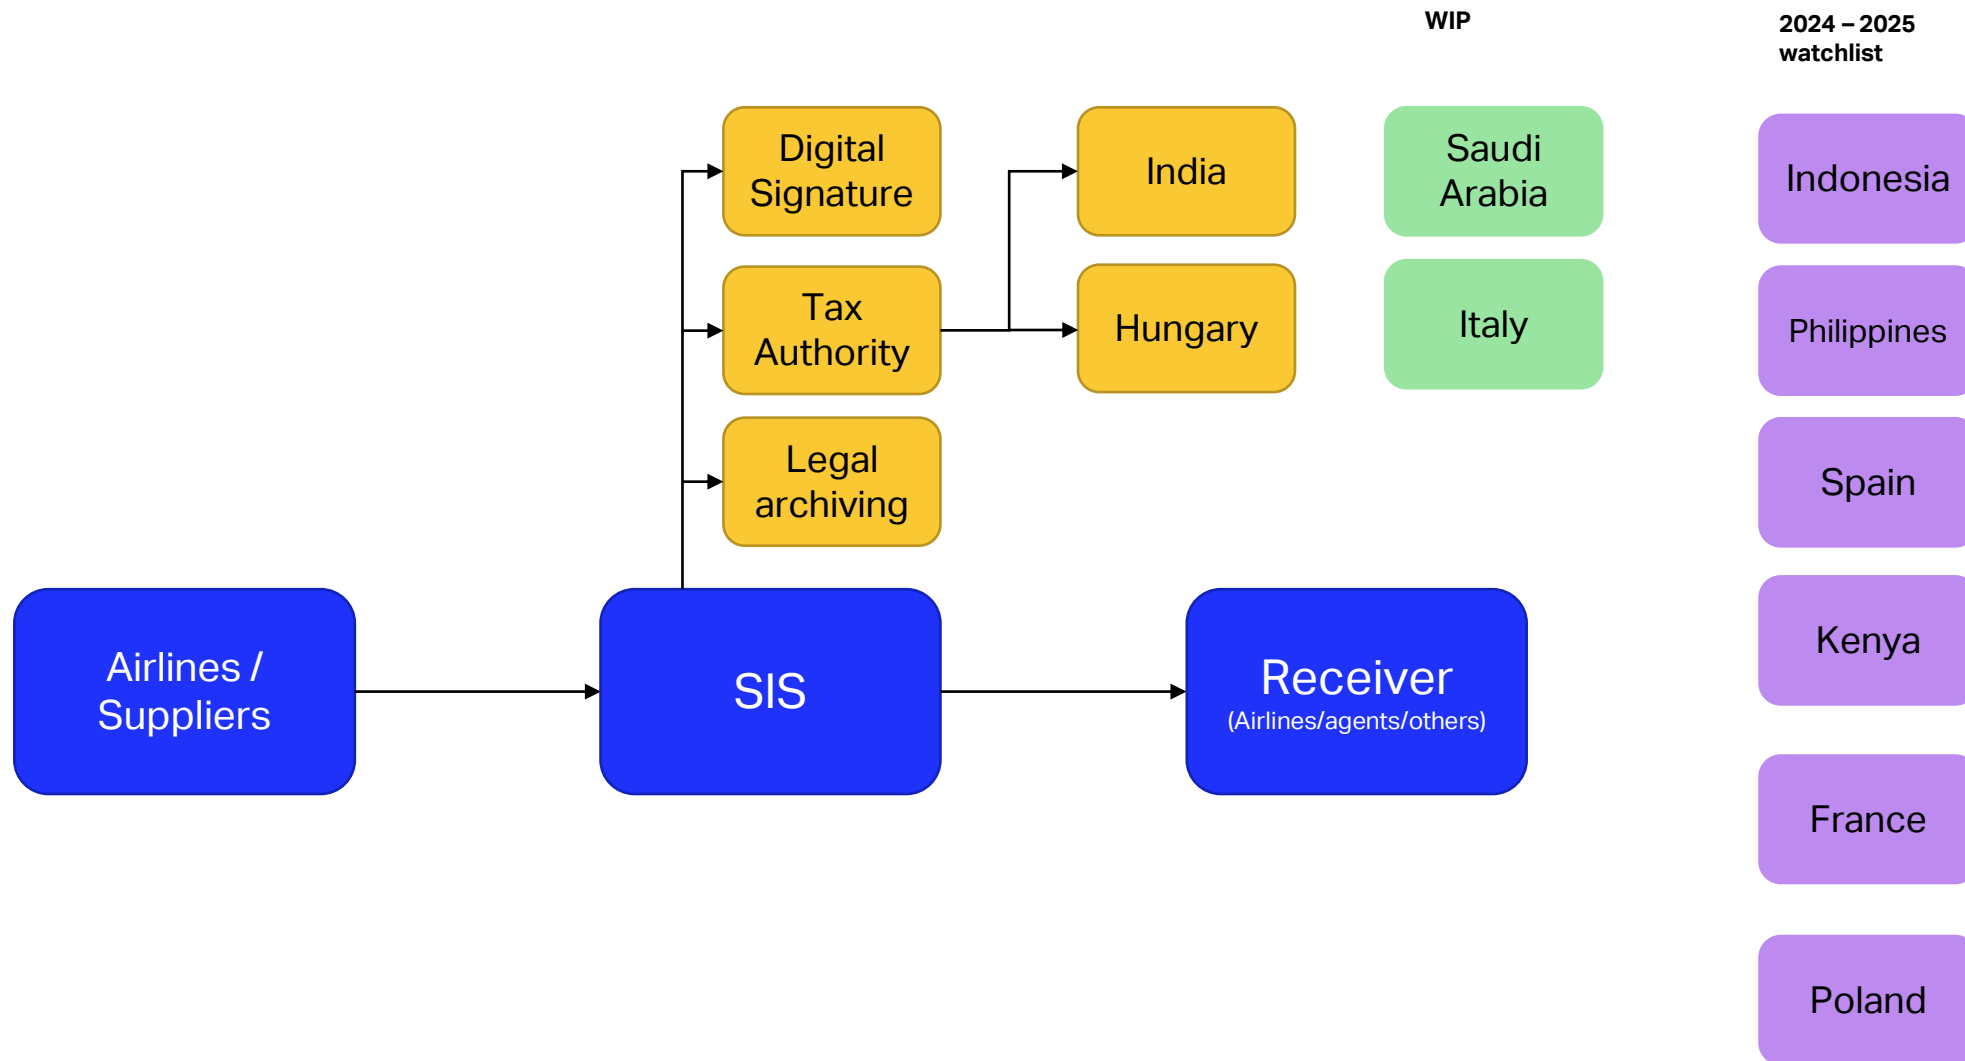 WIP
2024 – 2025
watchlist
Digital
Signature
India
Saudi
Arabia
Indonesia
Tax
Authority
Hungary
Italy
Philippines
Legal
archiving
Spain
Airlines /
Suppliers
SIS
Receiver
(Airlines/agents/others)
Kenya
France
Poland